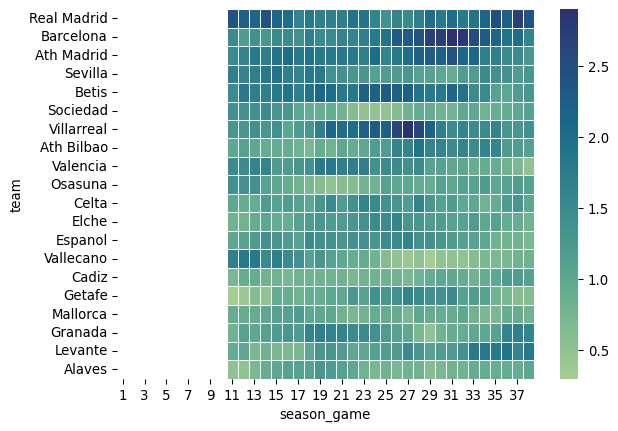 Real Madrid
Barcelona
Ath Madrid
Sevilla
Betis
Sociedad
Villarreal
Ath Bilbao
Valencia
Osasuna
Celta
Elche
Espanol
Vallecano
Cadiz
Getafe
Mallorca
Granada
Levante
Alaves
team
1 3 5 7 9 11 13 15 17 19 21 23 25 27 29 31 33 35 37
season_game
2.5
2.0
1.5
1.0
0.5